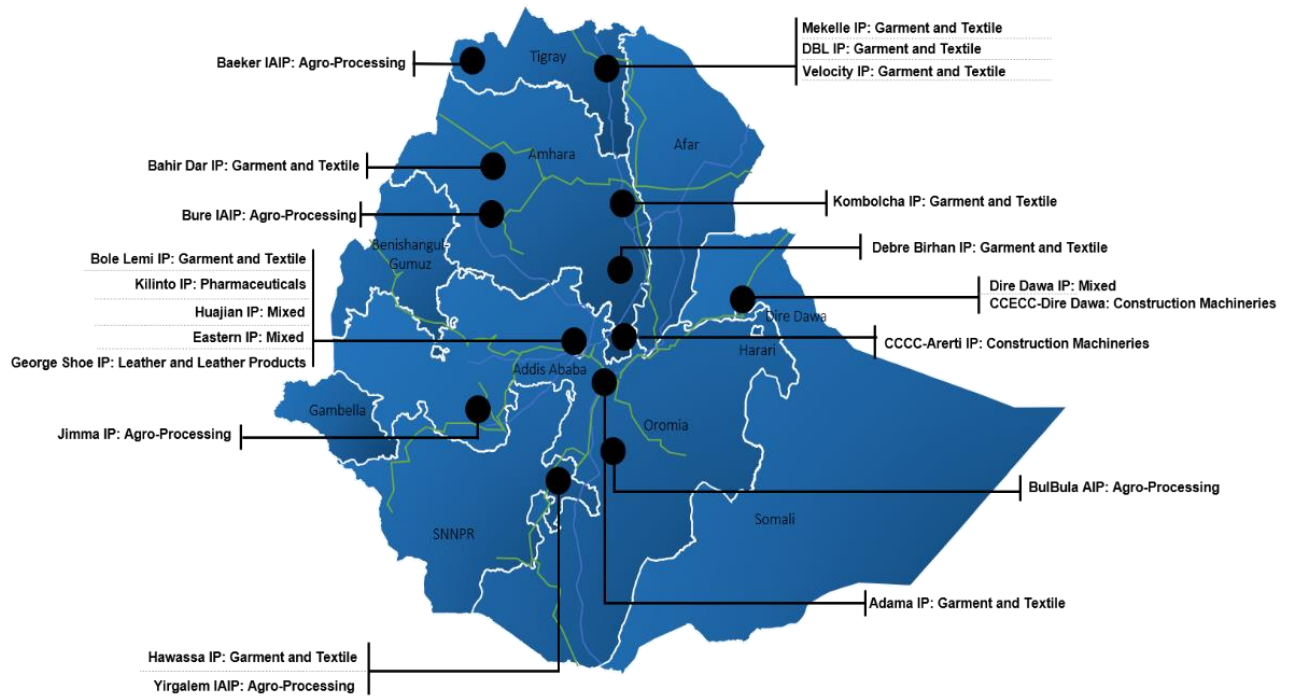 Mekelle IP: Garment and Textile
DBL IP: Garment and Textile
Velocity IP: Garment and Textile
Baeker IAIP: Agro-Processing
Tigray
Afar
Amhara
Bahir Dar IP: Garment and Textile
Kombolcha IP: Garment and Textile
Bure IAIP: Agro-Processing
Debre Birhan IP: Garment and Textile
Benishangul-
Gumuz
Bole Lemi IP: Garment and Textile
Kilinto IP: Pharmaceuticals
Huajian IP: Mixed
Eastern IP: Mixed
George Shoe IP: Leather and Leather Products
Dire Dawa IP: Mixed
CCECC-Dire Dawa: Construction Machineries
Dire Dawa
Harari
CCCC-Arerti IP: Construction Machineries
Addis Ababa
Gambella
Oromia
Jimma IP: Agro-Processing
BulBula AIP: Agro-Processing
SNNPR
Somali
Adama IP: Garment and Textile
Hawassa IP: Garment and Textile
Yirgalem IAIP: Agro-Processing